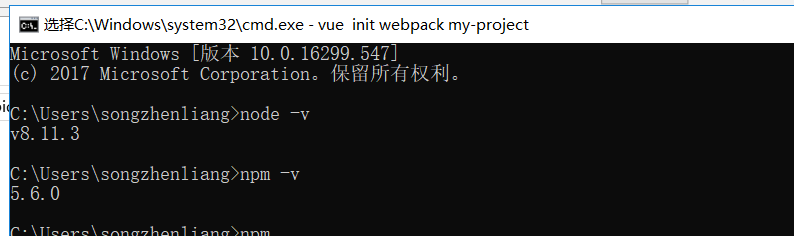 选择C:\Windows\system32\cmd.exe - vue  init webpack my-project
Microsoft Windows [版本 10.0.16299.547]
(c) 2017 Microsoft Corporation。保留所有权利。
C:\Users\songzhenliang>node -v
v8.11.3
C:\Users\songzhenliang>npm -v
5.6.0
C:\Users\songzhenliang>npm